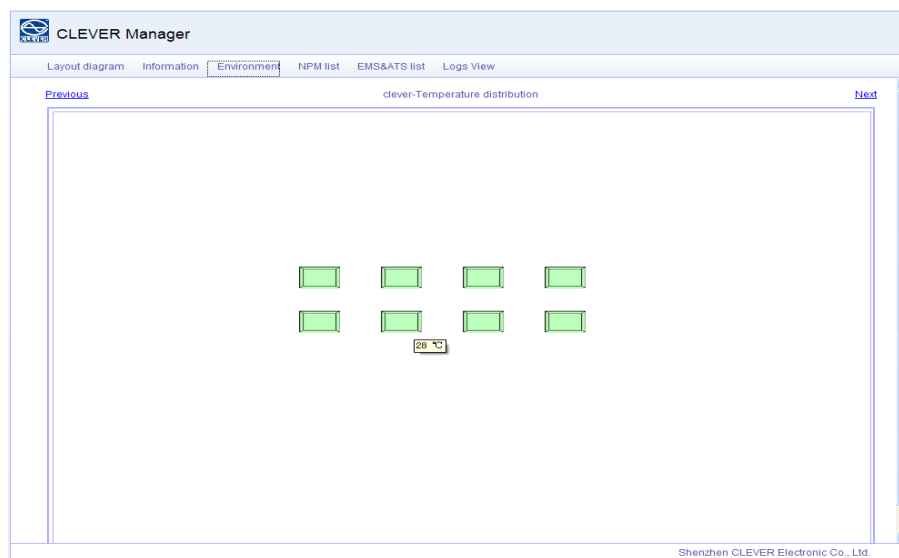 CLEVER
CLEVER Manager
Layout diagram Information Environment NPM list EMS&ATS list Logs View
Previous clever-Temperature distribution Next
28 ℃
Shenzhen CLEVER Electronic Co., Ltd.